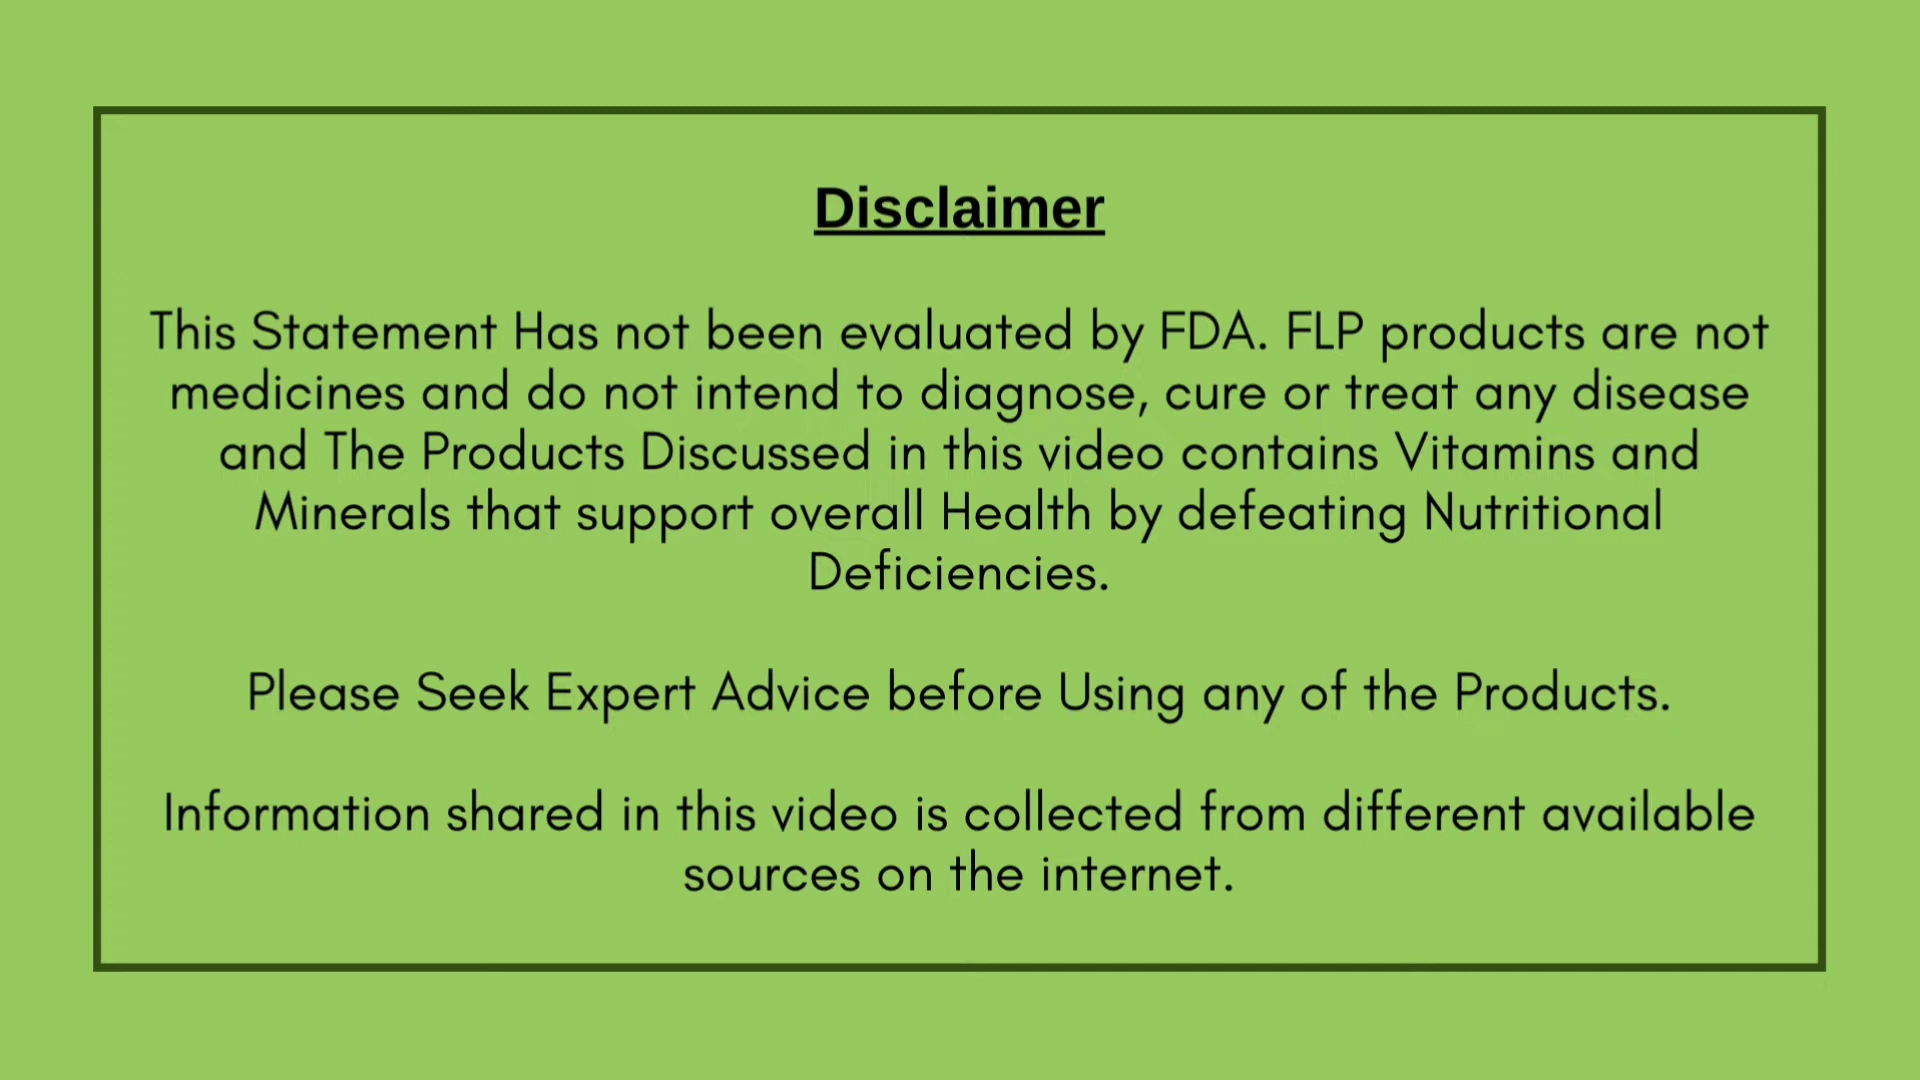 Disclaimer
This Statement Has not been evaluated by FDA. FLP products are not
medicines and do not intend to diagnose, cure or treat any disease
and The Products Discussed in this video contains Vitamins and
Minerals that support overall Health by defeating Nutritional
Deficiencies.
Please Seek Expert Advice before Using any of the Products.
Information shared in this video is collected from different available
sources on the internet.